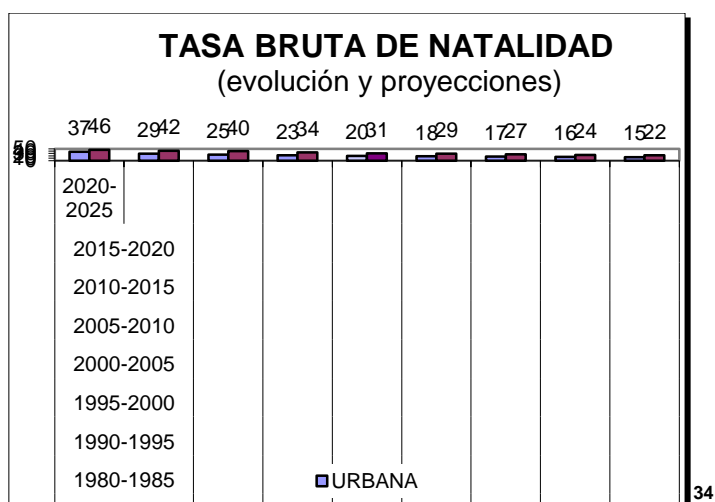 TASA BRUTA DE NATALIDAD
(evolución y proyecciones)
37 46 29 42 25 40 23 34 20 31 18 29 17 27 16 24 15 22
2020-
2025
2015-2020
2010-2015
2005-2010
2000-2005
1995-2000
1990-1995
1980-1985
URBANA
34